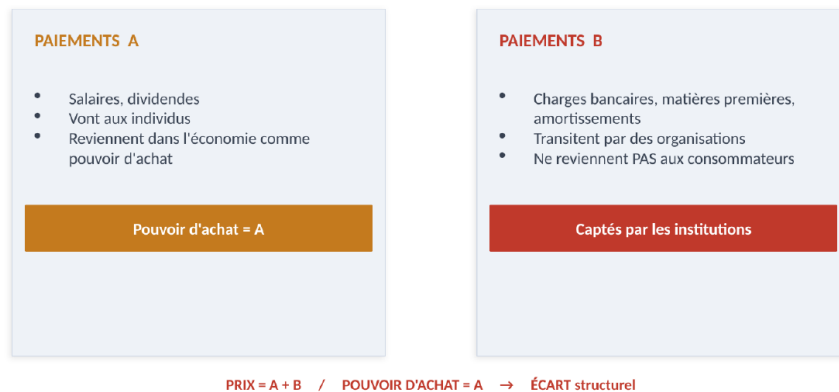 PAIEMENTS A
• Salaires, dividendes
• Vont aux individus
• Reviennent dans l'économie comme
pouvoir d'achat
Pouvoir d'achat = A
PAIEMENTS B
• Charges bancaires, matières premières,
amortissements
• Transitent par des organisations
• Ne reviennent PAS aux consommateurs
Captés par les institutions
PRIX = A + B / POUVOIR D'ACHAT = A → ÉCART structurel